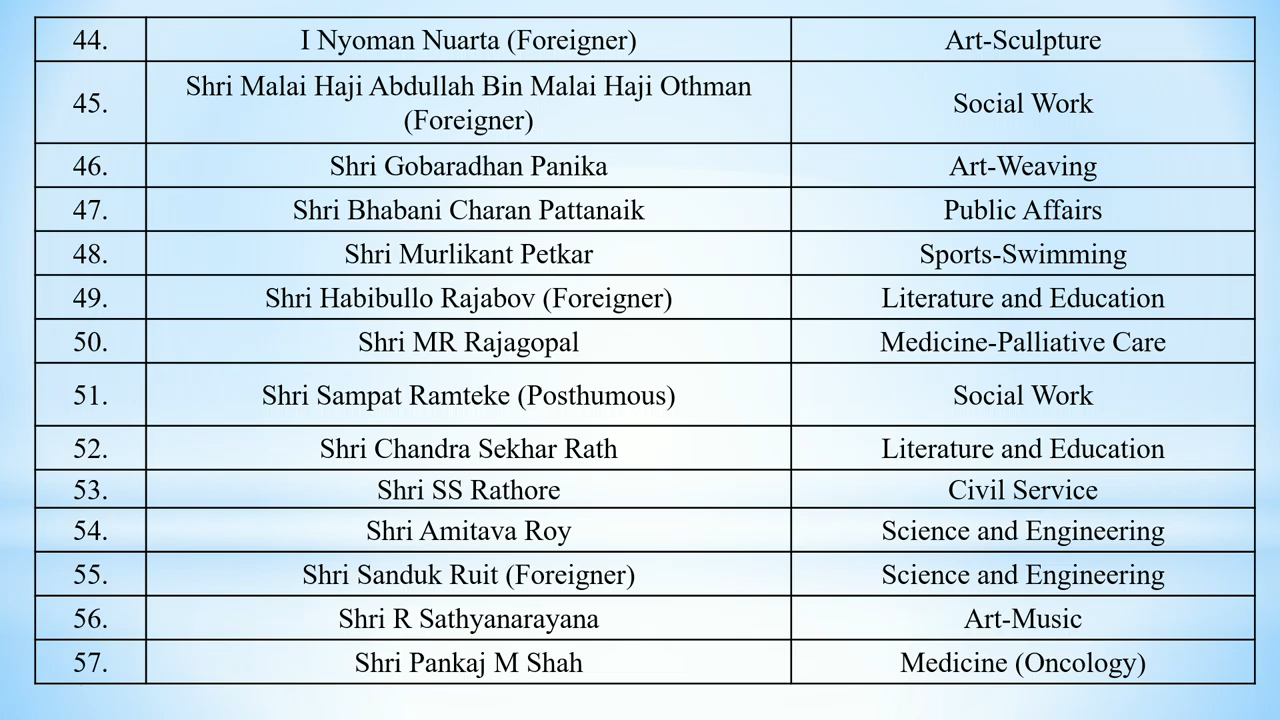 44. I Nyoman Nuarta (Foreigner) Art-Sculpture
45. Shri Malai Haji Abdullah Bin Malai Haji Othman
(Foreigner) Social Work
46. Shri Gobaradhan Panika Art-Weaving
47. Shri Bhabani Charan Pattanaik Public Affairs
48. Shri Murlikant Petkar Sports-Swimming
49. Shri Habibullo Rajabov (Foreigner) Literature and Education
50. Shri MR Rajagopal Medicine-Palliative Care
51. Shri Sampat Ramteke (Posthumous) Social Work
52. Shri Chandra Sekhar Rath Literature and Education
53. Shri SS Rathore Civil Service
54. Shri Amitava Roy Science and Engineering
55. Shri Sanduk Ruit (Foreigner) Science and Engineering
56. Shri R Sathyanarayana Art-Music
57. Shri Pankaj M Shah Medicine (Oncology)